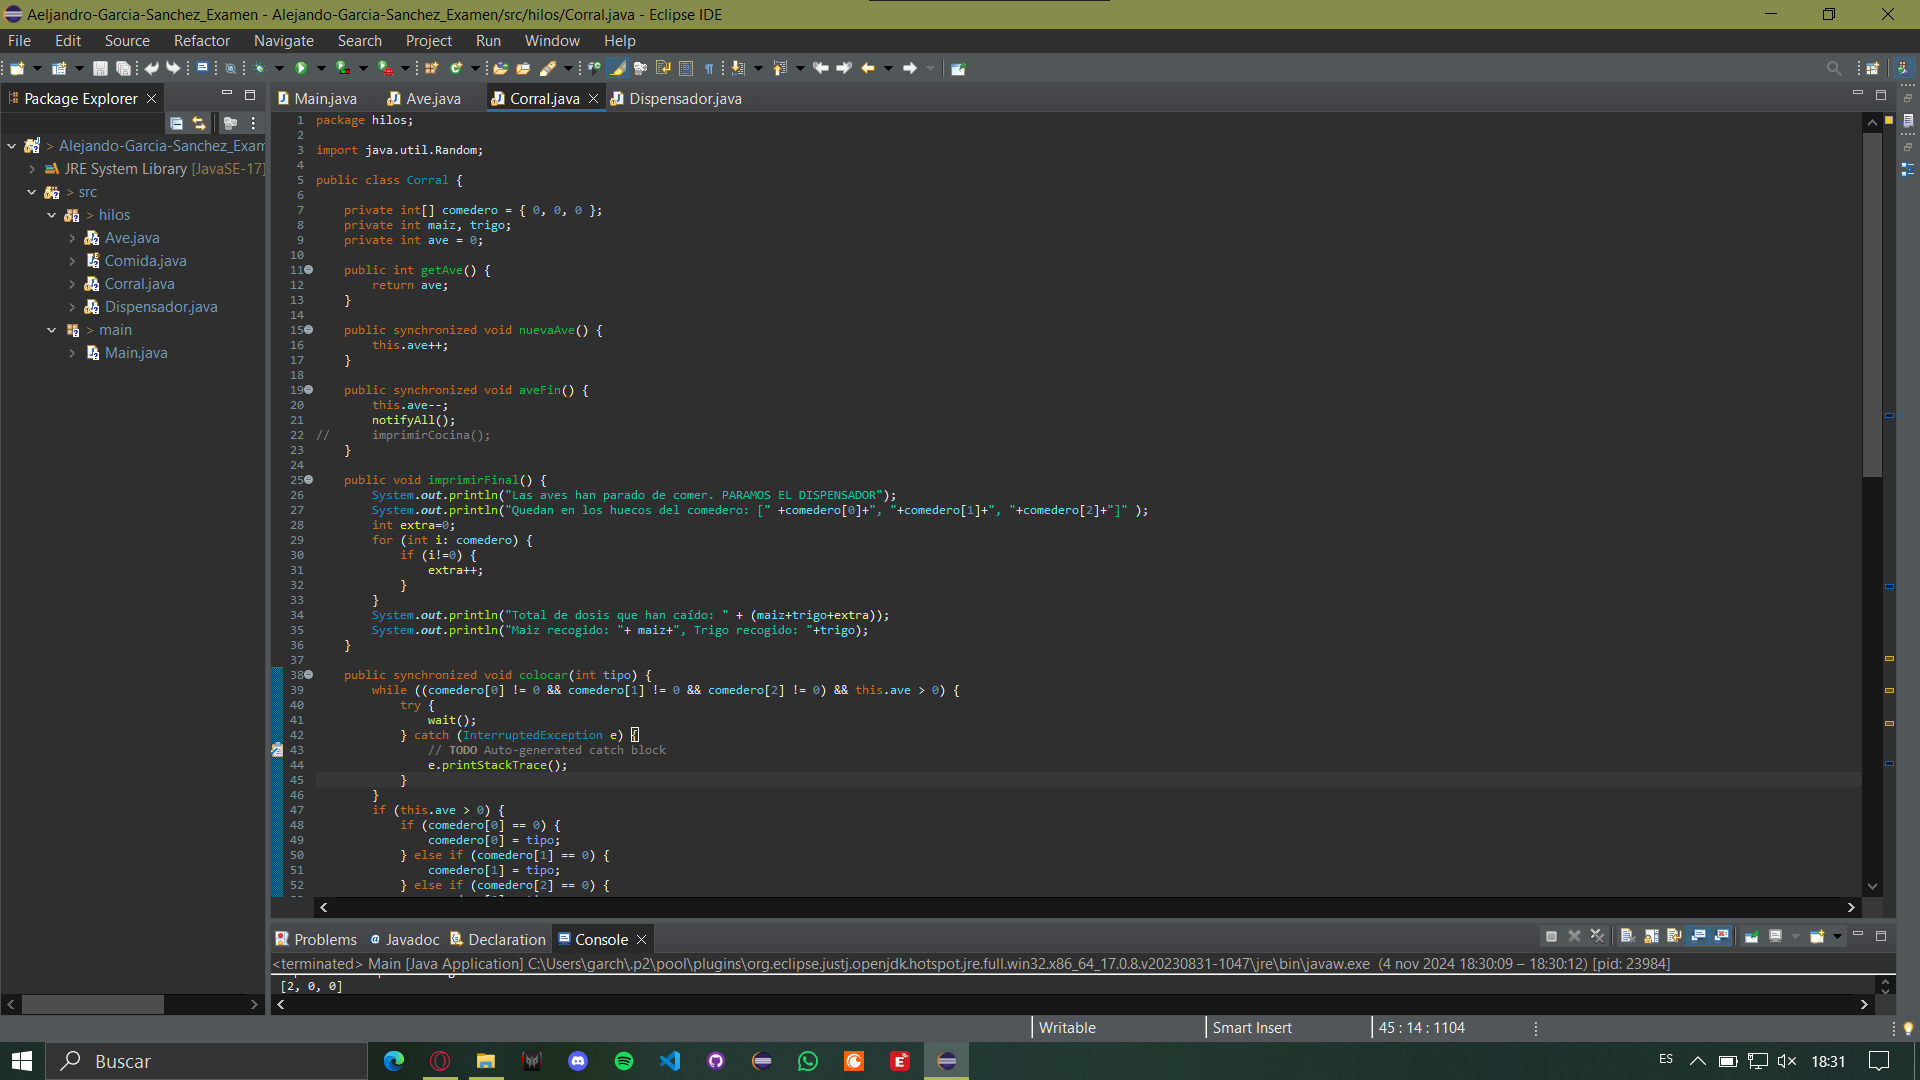 Aeljandro-Garcia-Sanchez_Examen - Alejando-Garcia-Sanchez_Examen/src/hilos/Corral.java - Eclipse IDE
File Edit Source Refactor Navigate Search Project Run Window Help
Package Explorer
Main.java Ave.java Corral.java Dispensador.java
> Alejando-Garcia-Sanchez_Exam
JRE System Library [JavaSE-17]
> src
> hilos
Ave.java
Comida.java
Corral.java
Dispensador.java
> main
Main.java
1 package hilos;
2
3 import java.util.Random;
4
5 public class Corral {
6
7 private int[] comedero = { 0, 0, 0 };
8 private int maiz, trigo;
9 private int ave = 0;
10
11 public int getAve() {
12 return ave;
13 }
14
15 public synchronized void nuevaAve() {
16 this.ave++;
17 }
18
19 public synchronized void aveFin() {
20 this.ave--;
21 notifyAll();
22 // imprimirCocina();
23 }
24
25 public void imprimirFinal() {
26 System.out.println("Las aves han parado de comer. PARAMOS EL DISPENSADOR");
27 System.out.println("Quedan en los huecos del comedero: [" +comedero[0]+", "+comedero[1]+", "+comedero[2]+"]" );
28 int extra=0;
29 for (int i: comedero) {
30 if (i!=0) {
31 extra++;
32 }
33 }
34 System.out.println("Total de dosis que han caído: " + (maiz+trigo+extra));
35 System.out.println("Maiz recogido: "+ maiz+", Trigo recogido: "+trigo);
36 }
37
38 public synchronized void colocar(int tipo) {
39 while ((comedero[0] != 0 && comedero[1] != 0 && comedero[2] != 0) && this.ave > 0) {
40 try {
41 wait();
42 } catch (InterruptedException e) {
43 // TODO Auto-generated catch block
44 e.printStackTrace();
45 }
46 }
47 if (this.ave > 0) {
48 if (comedero[0] == 0) {
49 comedero[0] = tipo;
50 } else if (comedero[1] == 0) {
51 comedero[1] = tipo;
52 } else if (comedero[2] == 0) {
Problems Javadoc Declaration Console
<terminated> Main [Java Application] C:\Users\garch\.p2\pool\plugins\org.eclipse.justj.openjdk.hotspot.jre.full.win32.x86_64_17.0.8.v20230831-1047\jre\bin\javaw.exe (4 nov 2024 18:30:09 – 18:30:12) [pid: 23984]
[2, 0, 0]
Writable Smart Insert 45 : 14 : 1104
Buscar
ES 18:31